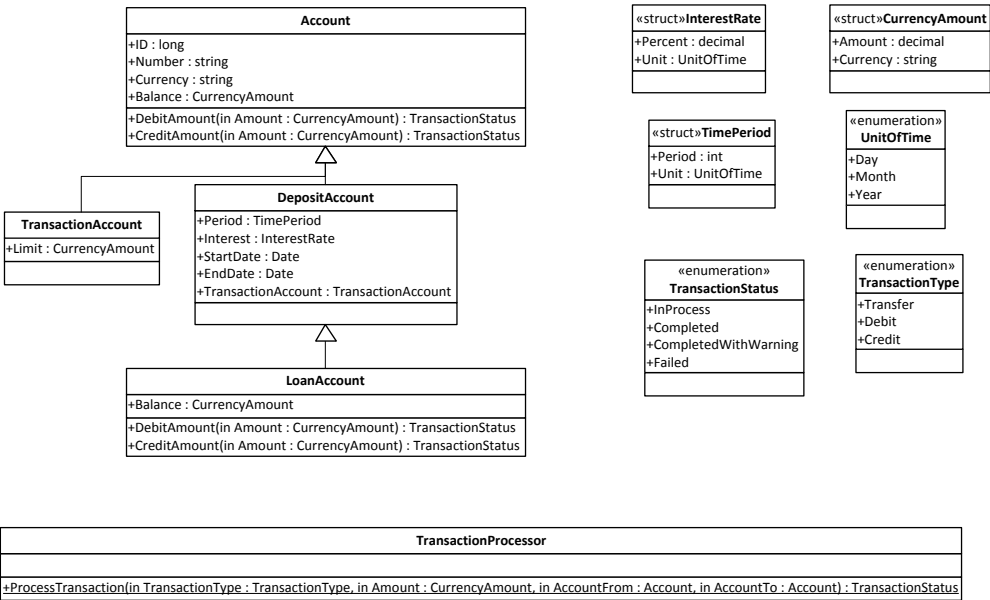 Account
+ID : long
+Number : string
+Currency : string
+Balance : CurrencyAmount
+DebitAmount(in Amount : CurrencyAmount) : TransactionStatus
+CreditAmount(in Amount : CurrencyAmount) : TransactionStatus
«struct»InterestRate
+Percent : decimal
+Unit : UnitOfTime
«struct»CurrencyAmount
+Amount : decimal
+Currency : string
«struct»TimePeriod
+Period : int
+Unit : UnitOfTime
«enumeration»
UnitOfTime
+Day
+Month
+Year
TransactionAccount
+Limit : CurrencyAmount
DepositAccount
+Period : TimePeriod
+Interest : InterestRate
+StartDate : Date
+EndDate : Date
+TransactionAccount : TransactionAccount
«enumeration»
TransactionStatus
+InProcess
+Completed
+CompletedWithWarning
+Failed
«enumeration»
TransactionType
+Transfer
+Debit
+Credit
LoanAccount
+Balance : CurrencyAmount
+DebitAmount(in Amount : CurrencyAmount) : TransactionStatus
+CreditAmount(in Amount : CurrencyAmount) : TransactionStatus
TransactionProcessor
+ProcessTransaction(in TransactionType : TransactionType, in Amount : CurrencyAmount, in AccountFrom : Account, in AccountTo : Account) : TransactionStatus